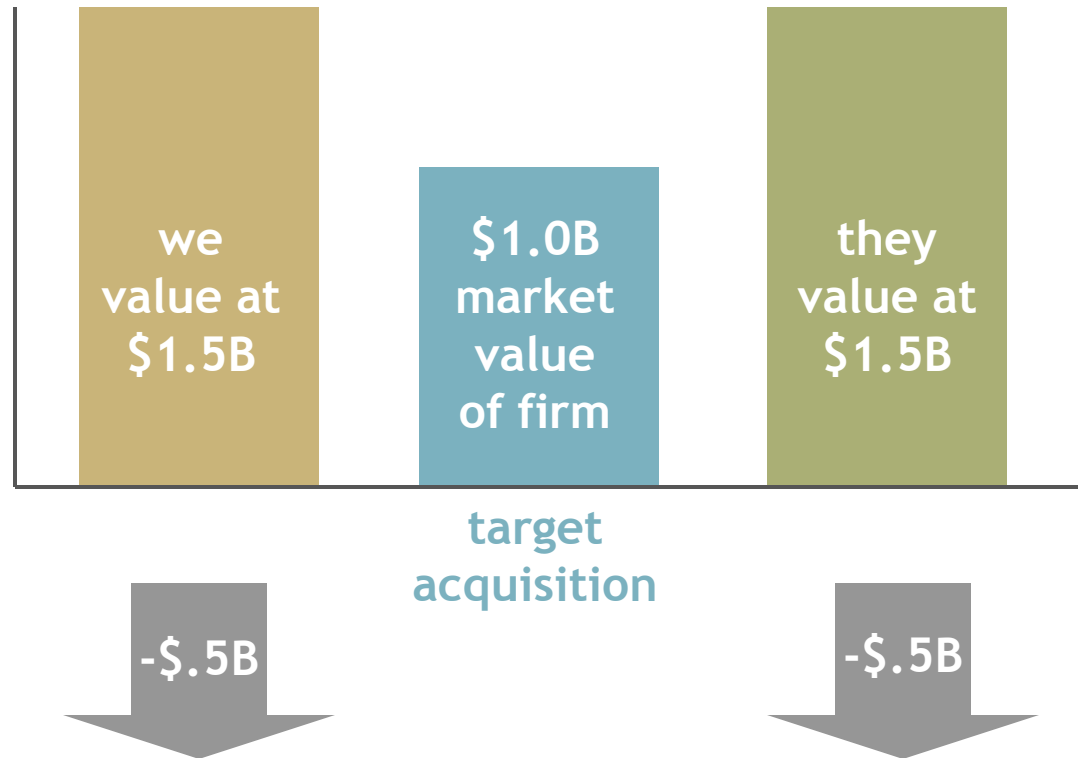 we
value at
$1.5B
$1.0B
market
value
of firm
they
value at
$1.5B
target
acquisition
-$.5B
-$.5B